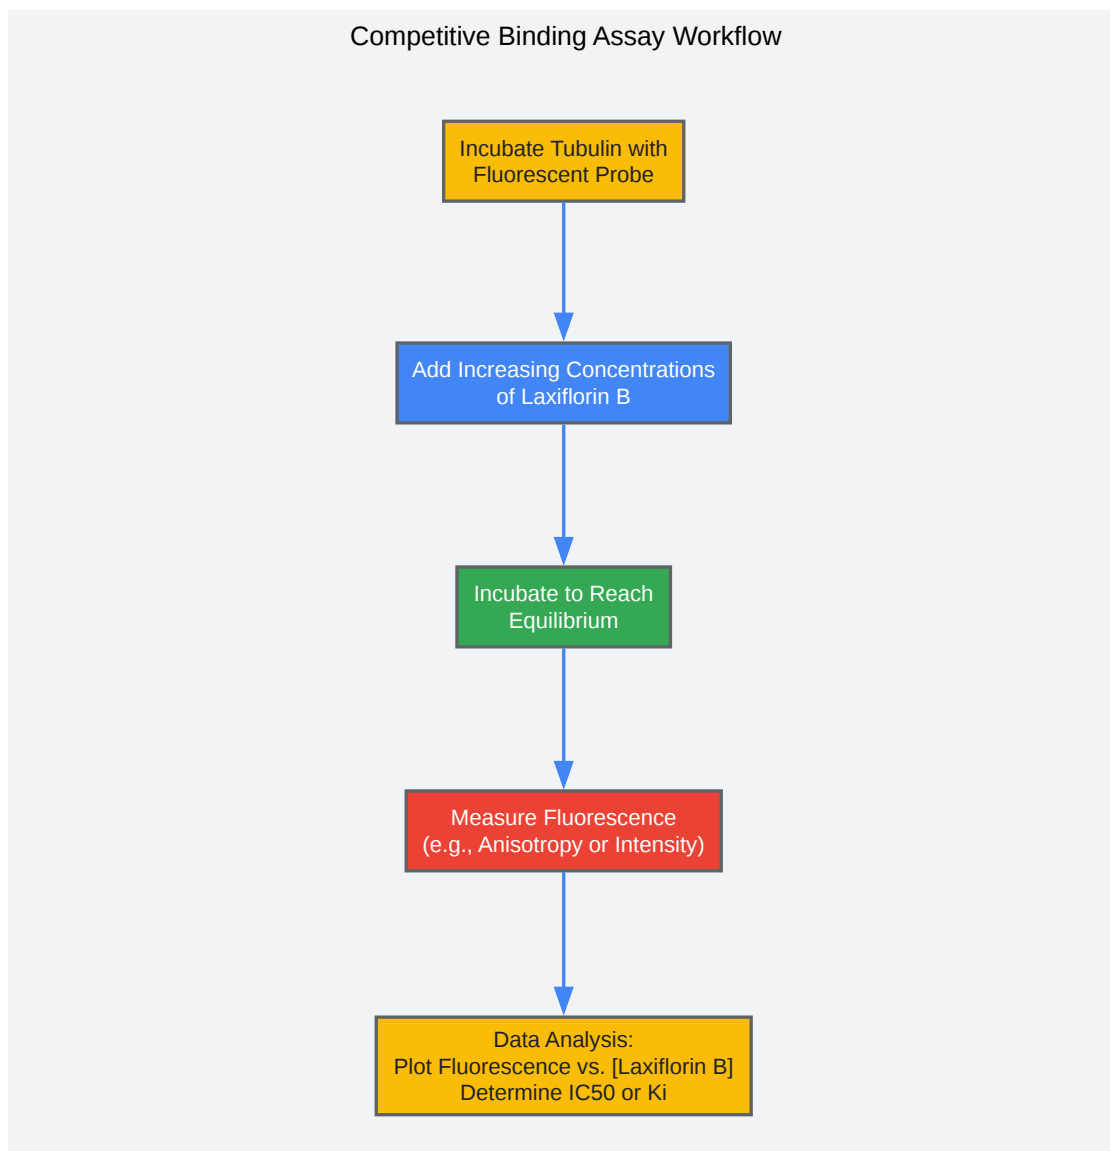 Competitive Binding Assay Workflow
Incubate Tubulin with
Fluorescent Probe
Add Increasing Concentrations
of Laxiflorin B
Incubate to Reach
Equilibrium
Measure Fluorescence
(e.g., Anisotropy or Intensity)
Data Analysis:
Plot Fluorescence vs. [Laxiflorin B]
Determine IC50 or Ki